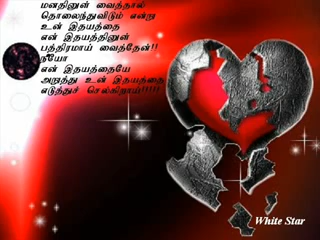 மனதினுள் வைத்தால்
தொலைந்துவிடும் என்று
உன் இதயத்தை
என் இதயத்தினுள்
பத்திரமாய் வைத்தேன்!!
நீயோ
என் இதயத்தையே
அறுத்து உன் இதயத்தை
எடுத்துச் செல்கிறாய்!!!!!
White Star